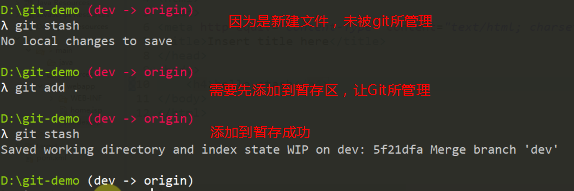 D:\git-demo (dev -> origin)
λ git stash 因为是新建文件，未被git所管理
No local changes to save
D:\git-demo (dev -> origin)
λ git add . 需要先添加到暂存区，让Git所管理
D:\git-demo (dev -> origin)
λ git stash 添加到暂存成功
Saved working directory and index state WIP on dev: 5f21dfa Merge branch 'dev'
D:\git-demo (dev -> origin)